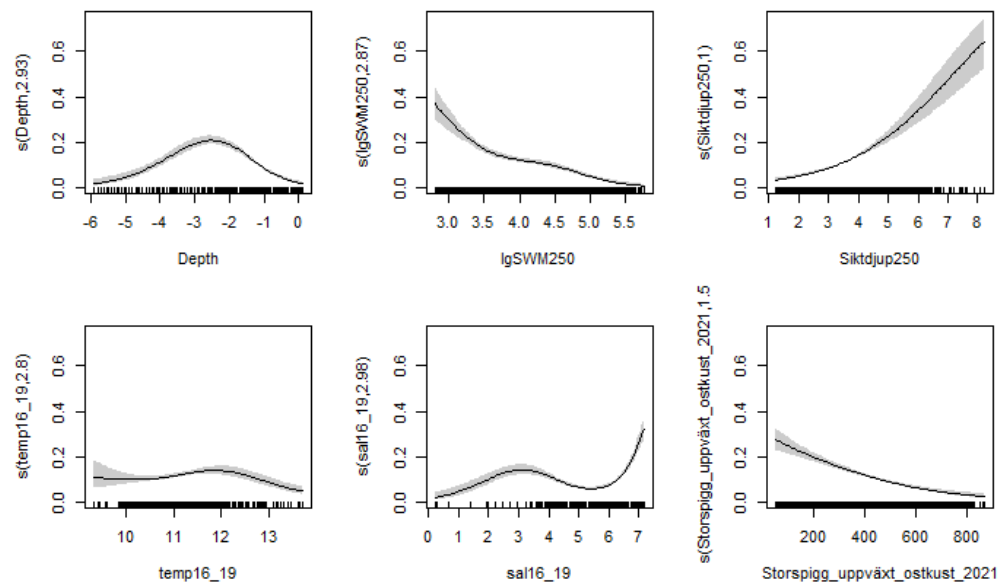 s(Depth,2.93)
0.0 0.2 0.4 0.6
-6 -5 -4 -3 -2 -1 0
Depth
s(lgSWM250,2.87)
0.0 0.2 0.4 0.6
3.0 3.5 4.0 4.5 5.0 5.5
lgSWM250
s(Siktdjup250,1)
0.0 0.2 0.4 0.6
1 2 3 4 5 6 7 8
Siktdjup250
s(temp16_19,2.8)
0.0 0.2 0.4 0.6
10 11 12 13
temp16_19
s(sal16_19,2.98)
0.0 0.2 0.4 0.6
0 1 2 3 4 5 6 7
sal16_19
s(Storspigg_uppväxt_ostkust_2021,1.5
0.0 0.2 0.4 0.6
200 400 600 800
Storspigg_uppväxt_ostkust_2021